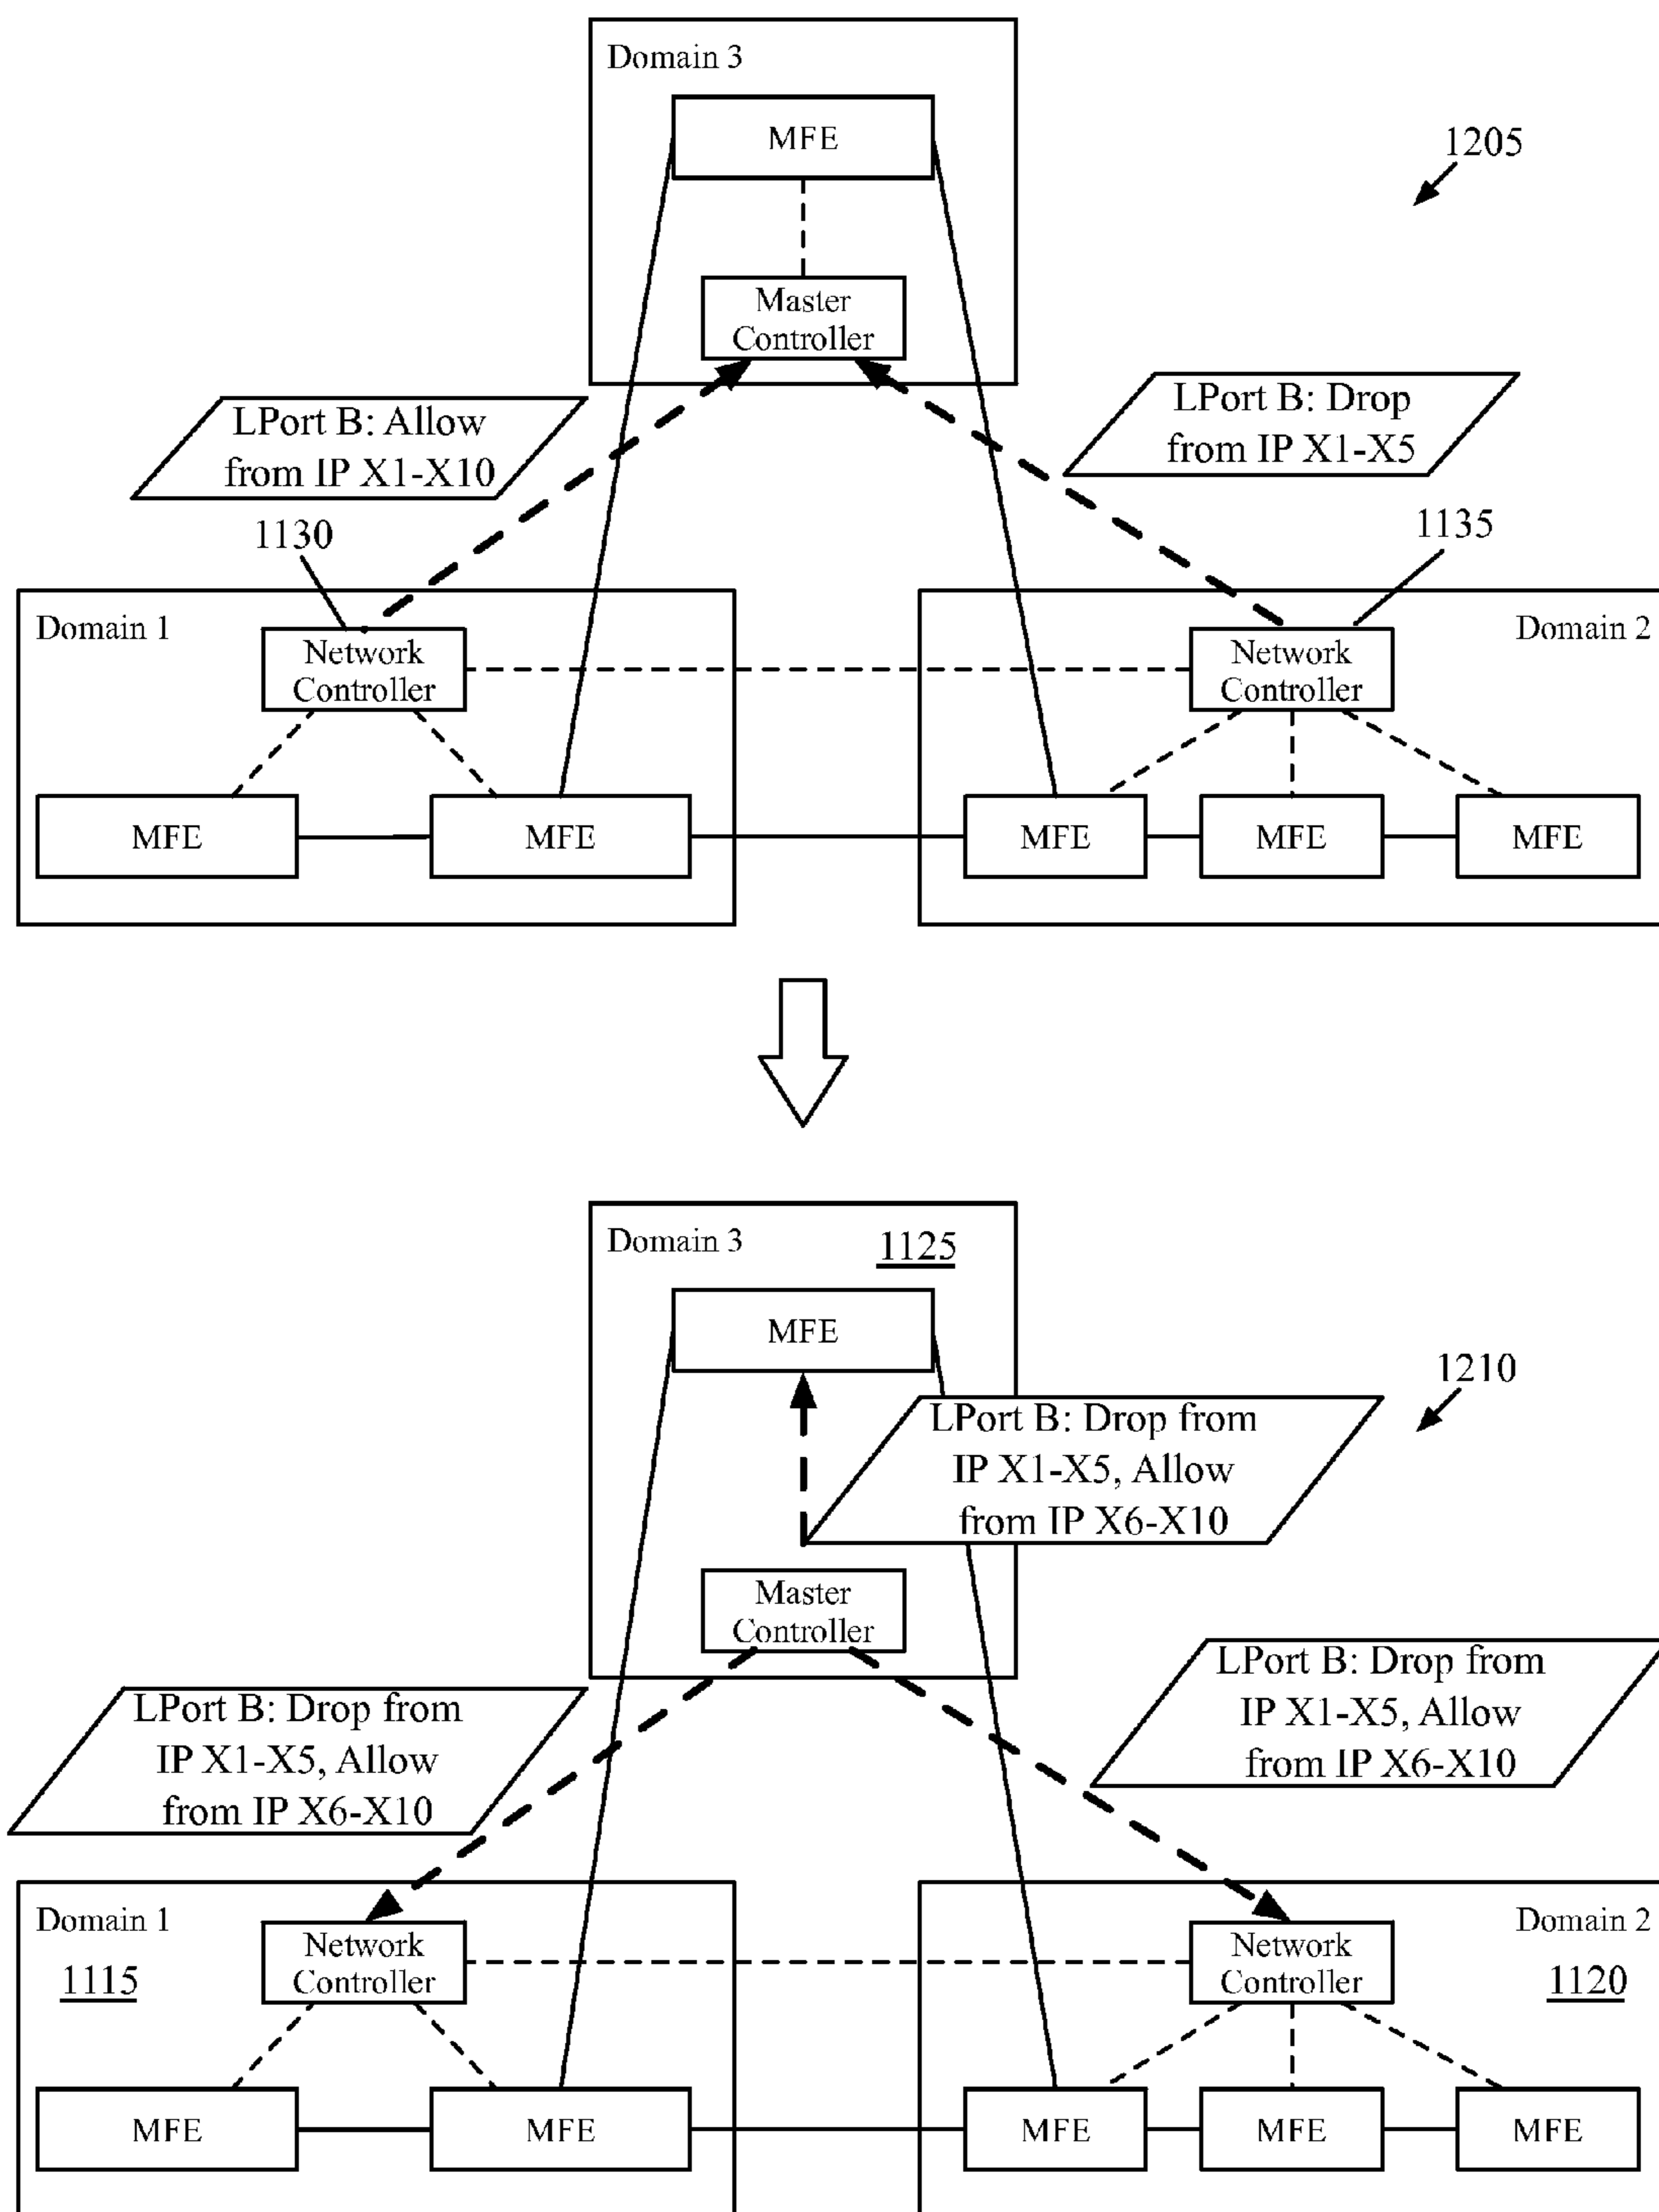 Domain 3
MFE
1205
Master
Controller
LPort B: Allow
from IP X1-X10
LPort B: Drop
from IP X1-X5
1130
1135
Domain 1
Network
Controller
Network
Controller
Domain 2
MFE
MFE
MFE
MFE
MFE
Domain 3
1125
MFE
1210
LPort B: Drop from
IP X1-X5, Allow
from IP X6-X10
Master
Controller
LPort B: Drop from
IP X1-X5, Allow
from IP X6-X10
LPort B: Drop from
IP X1-X5, Allow
from IP X6-X10
Domain 1
1115
Network
Controller
Network
Controller
Domain 2
1120
MFE
MFE
MFE
MFE
MFE